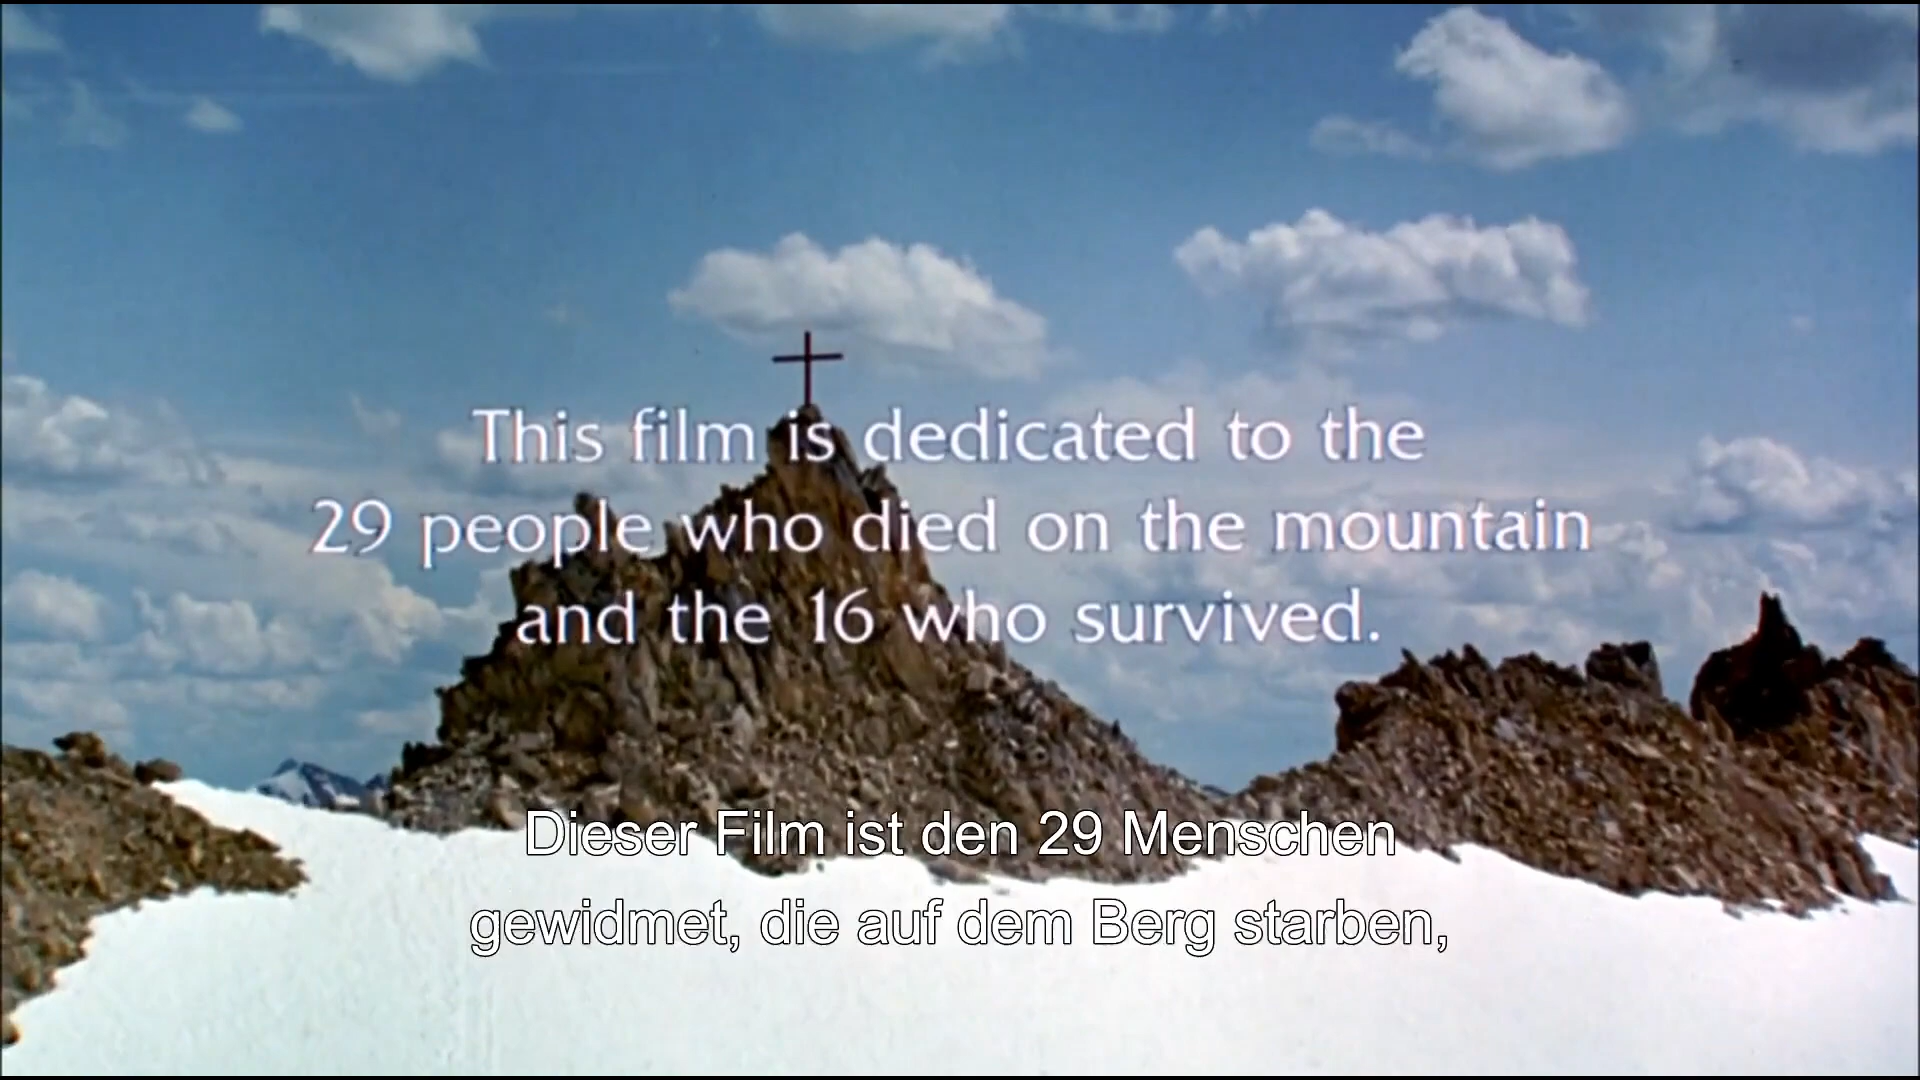 This film is dedicated to the
29 people who died on the mountain
and the 16 who survived.
Dieser Film ist den 29 Menschen
gewidmet, die auf dem Berg starben,